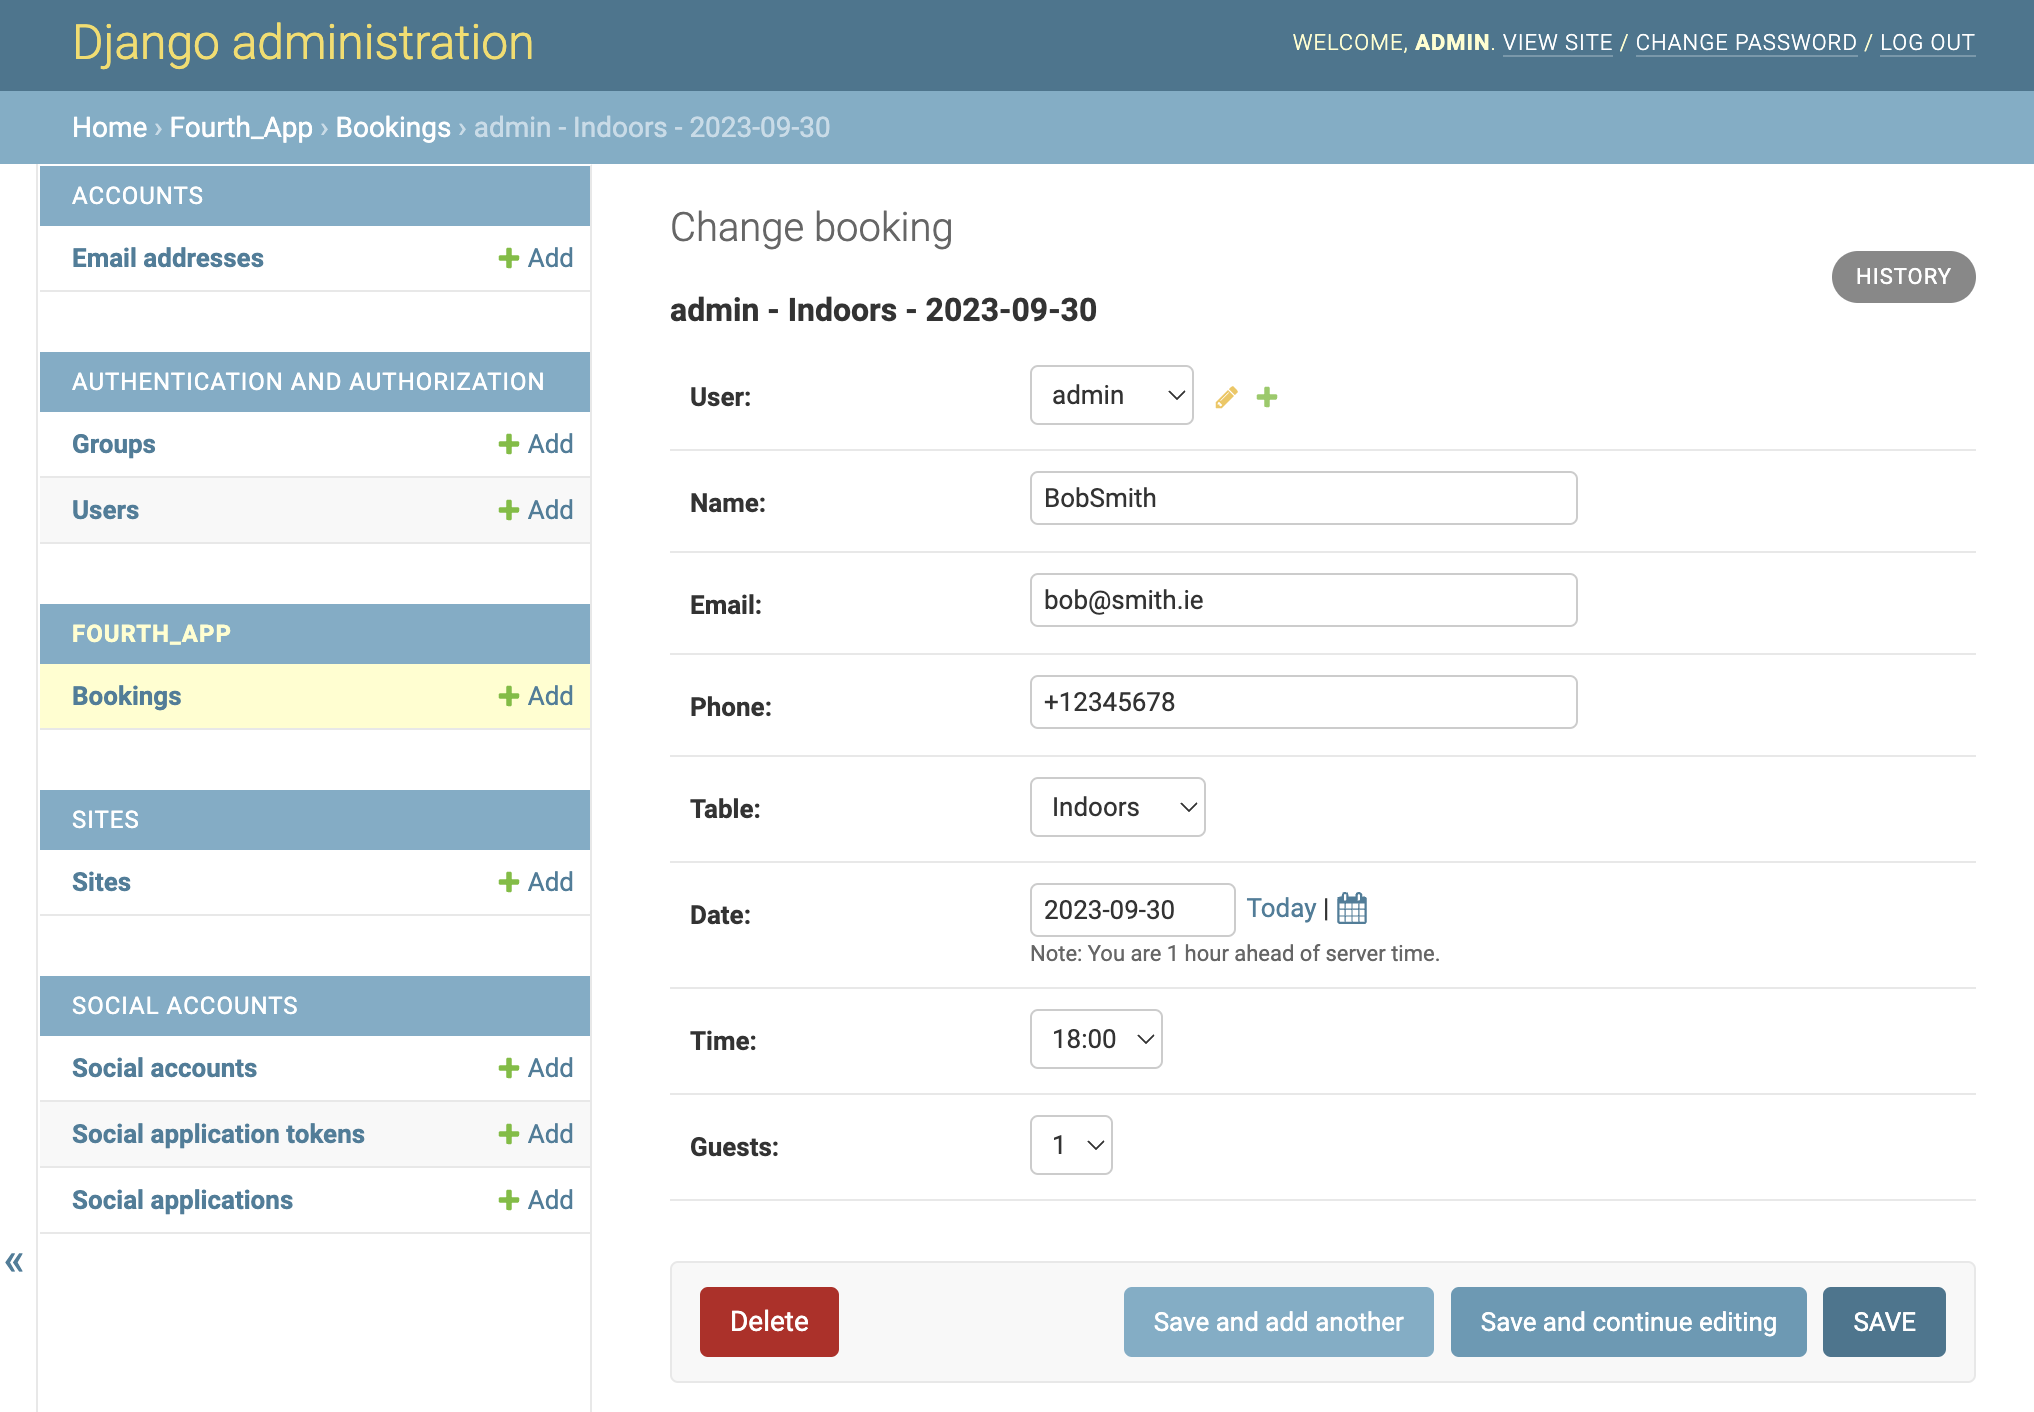 Django administration
WELCOME, ADMIN. VIEW SITE / CHANGE PASSWORD / LOG OUT
Home › Fourth_App › Bookings › admin - Indoors - 2023-09-30
ACCOUNTS
Email addresses + Add
AUTHENTICATION AND AUTHORIZATION
Groups + Add
Users + Add
FOURTH_APP
Bookings + Add
SITES
Sites + Add
SOCIAL ACCOUNTS
Social accounts + Add
Social application tokens + Add
Social applications + Add
«
Change booking
HISTORY
admin - Indoors - 2023-09-30
User: admin
Name: BobSmith
Email: bob@smith.ie
Phone: +12345678
Table: Indoors
Date: 2023-09-30 Today |
Note: You are 1 hour ahead of server time.
Time: 18:00
Guests: 1
Delete Save and add another Save and continue editing SAVE